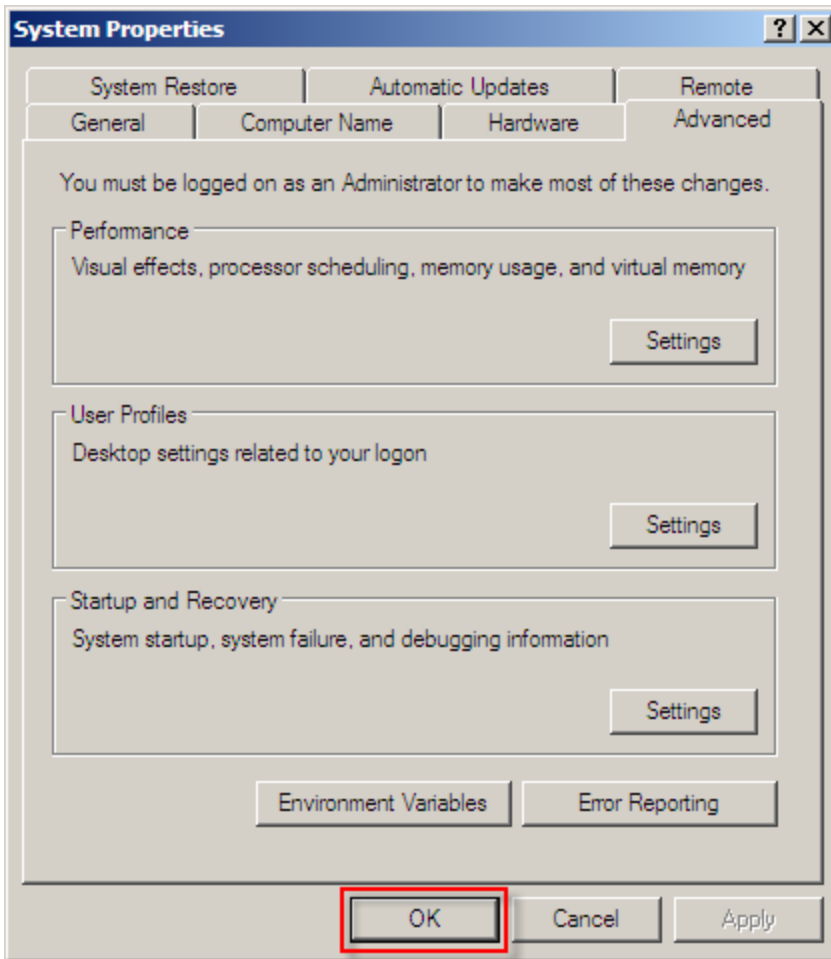 System Properties
System Restore Automatic Updates Remote
General Computer Name Hardware Advanced
You must be logged on as an Administrator to make most of these changes.
Performance
Visual effects, processor scheduling, memory usage, and virtual memory
Settings
User Profiles
Desktop settings related to your logon
Settings
Startup and Recovery
System startup, system failure, and debugging information
Settings
Environment Variables Error Reporting
OK Cancel Apply